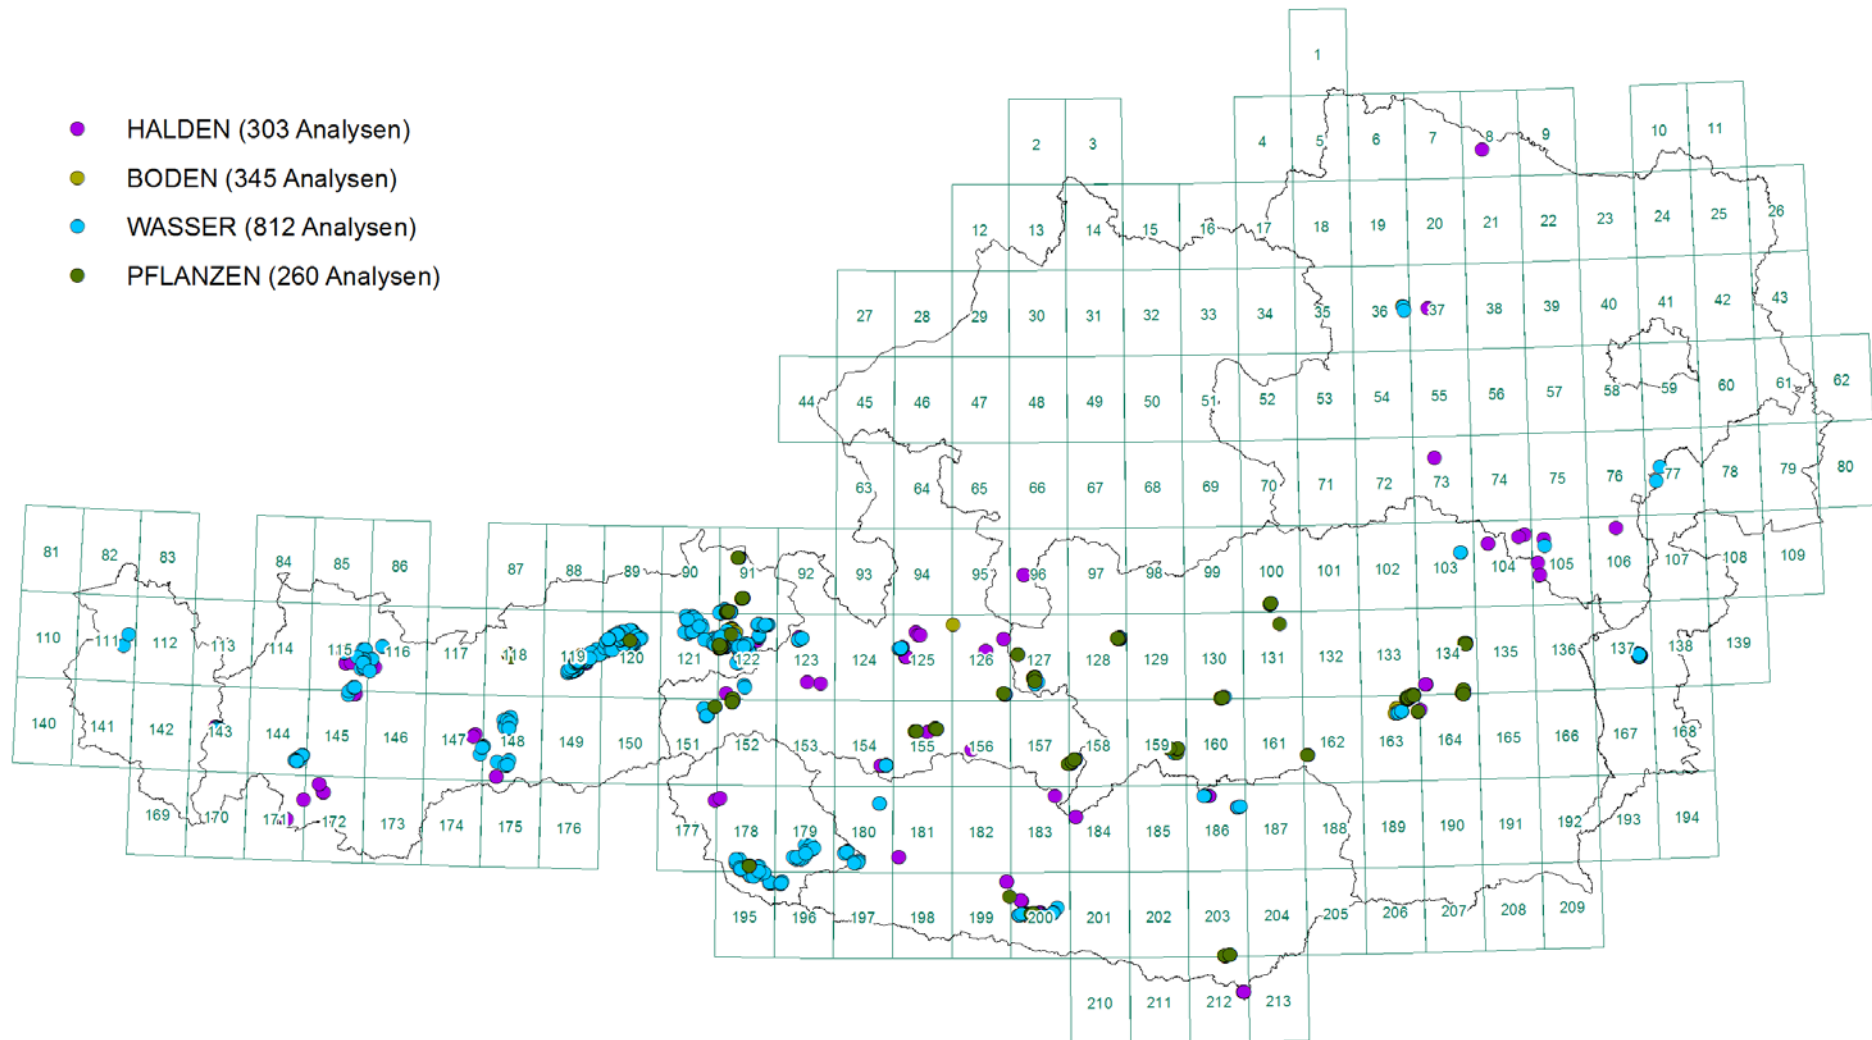 1
HALDEN (303 Analysen)
BODEN (345 Analysen)
WASSER (812 Analysen)
PFLANZEN (260 Analysen)
2 3 4 5 6 7 8 9 10 11
12 13 14 15 16 17 18 19 20 21 22 23 24 25 26
27 28 29 30 31 32 33 34 35 36 37 38 39 40 41 42 43
44 45 46 47 48 49 50 51 52 53 54 55 56 57 58 59 60 61 62
63 64 65 66 67 68 69 70 71 72 73 74 75 76 77 78 79 80
81 82 83 84 85 86 87 88 89 90 91 92 93 94 95 96 97 98 99 100 101 102 103 104 105 106 107 108 109
110 111 112 113 114 115 116 117 118 119 120 121 122 123 124 125 126 127 128 129 130 131 132 133 134 135 136 137 138 139
140 141 142 143 144 145 146 147 148 149 150 151 152 153 154 155 156 157 158 159 160 161 162 163 164 165 166 167 168
169 170 171 172 173 174 175 176 177 178 179 180 181 182 183 184 185 186 187 188 189 190 191 192 193 194
195 196 197 198 199 200 201 202 203 204 205 206 207 208 209
210 211 212 213